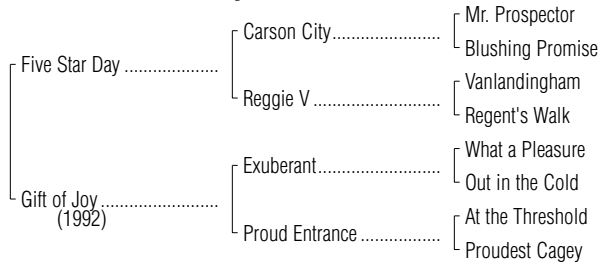 Mr. Prospector
Carson City
Blushing Promise
Five Star Day
Vanlandingham
Reggie V
Regent's Walk
What a Pleasure
Exuberant
Out in the Cold
Gift of Joy
(1992)
At the Threshold
Proud Entrance
Proudest Cagey